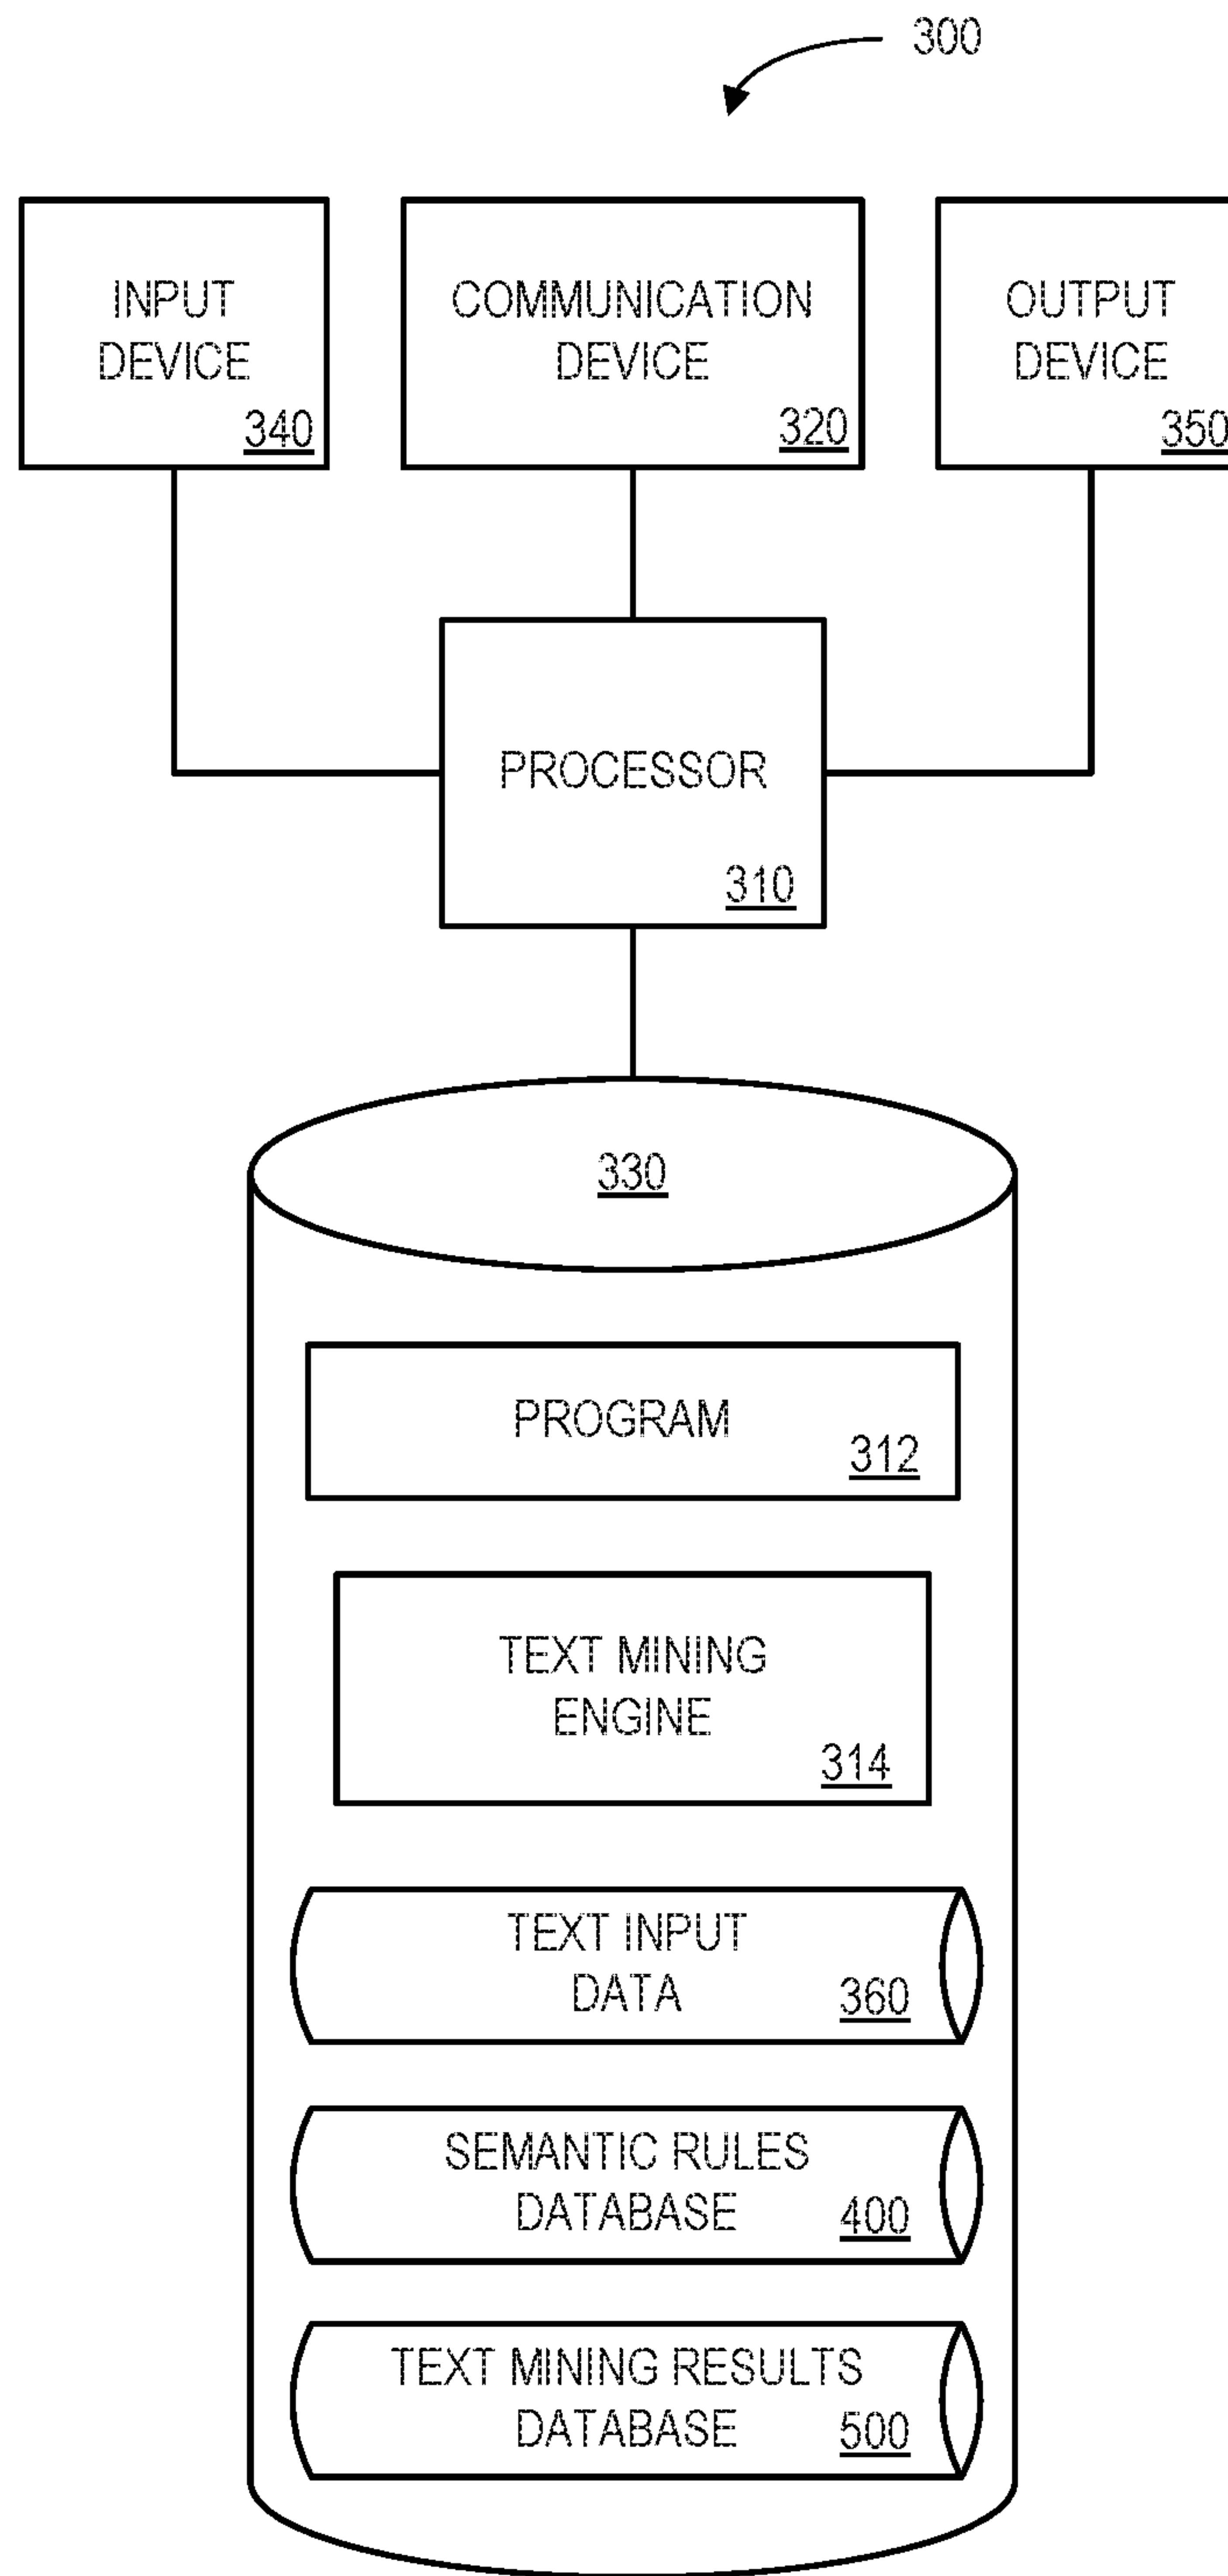 300
INPUT
DEVICE
340
COMMUNICATION
DEVICE
320
OUTPUT
DEVICE
350
PROCESSOR
310
330
PROGRAM
312
TEXT MINING
ENGINE
314
TEXT INPUT
DATA
360
SEMANTIC RULES
DATABASE
400
TEXT MINING RESULTS
DATABASE
500